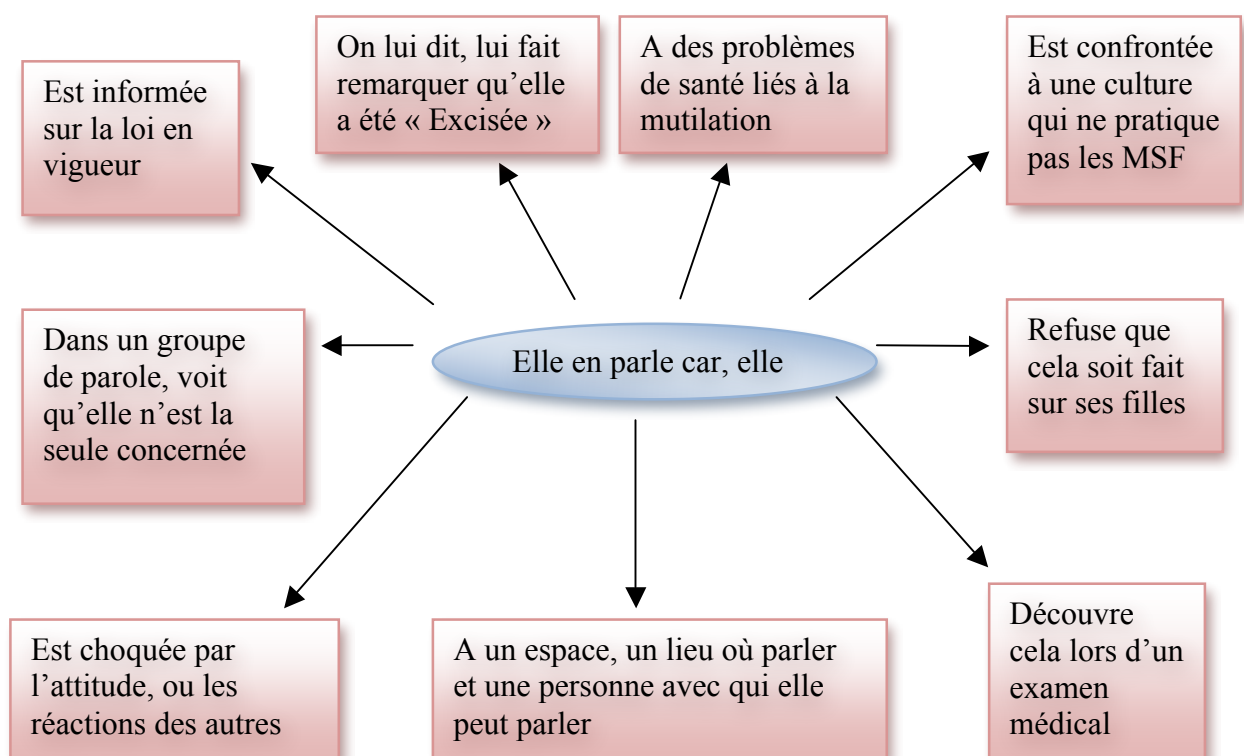 Est informée
sur la loi en
vigueur
On lui dit, lui fait
remarquer qu’elle
a été « Excisée »
A des problèmes
de santé liés à la
mutilation
Est confrontée
à une culture
qui ne pratique
pas les MSF
Dans un groupe
de parole, voit
qu’elle n’est la
seule concernée
Elle en parle car, elle
Refuse que
cela soit fait
sur ses filles
Est choquée par
l’attitude, ou les
réactions des autres
A un espace, un lieu où parler
et une personne avec qui elle
peut parler
Découvre
cela lors d’un
examen
médical